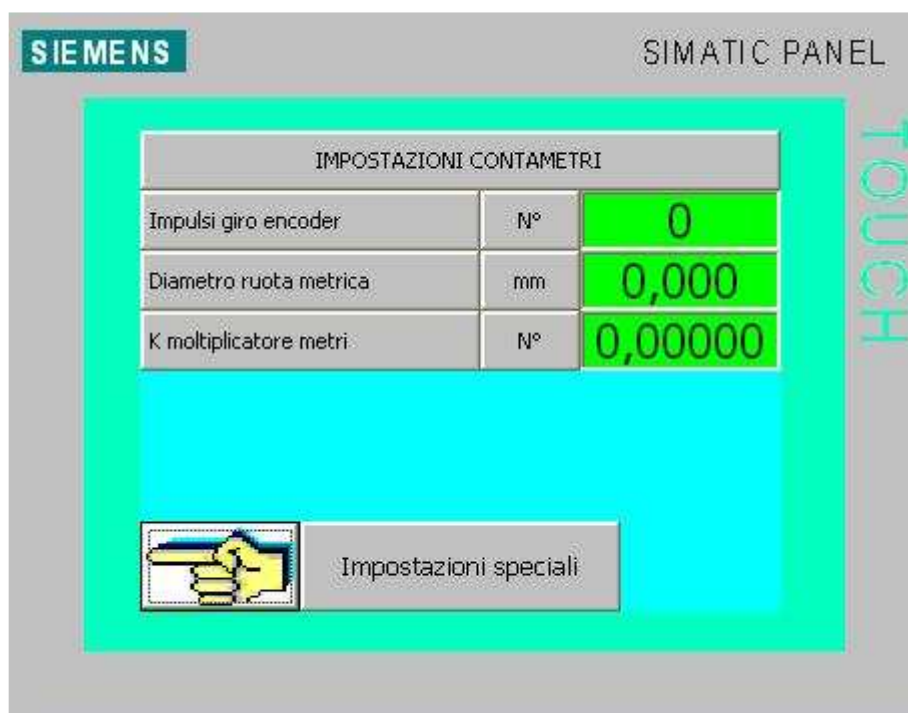 SIEMENS
SIMATIC PANEL
TOUCH
IMPOSTAZIONI CONTAMETRI
Impulsi giro encoder N° 0
Diametro ruota metrica mm 0,000
K moltiplicatore metri N° 0,00000
Impostazioni speciali